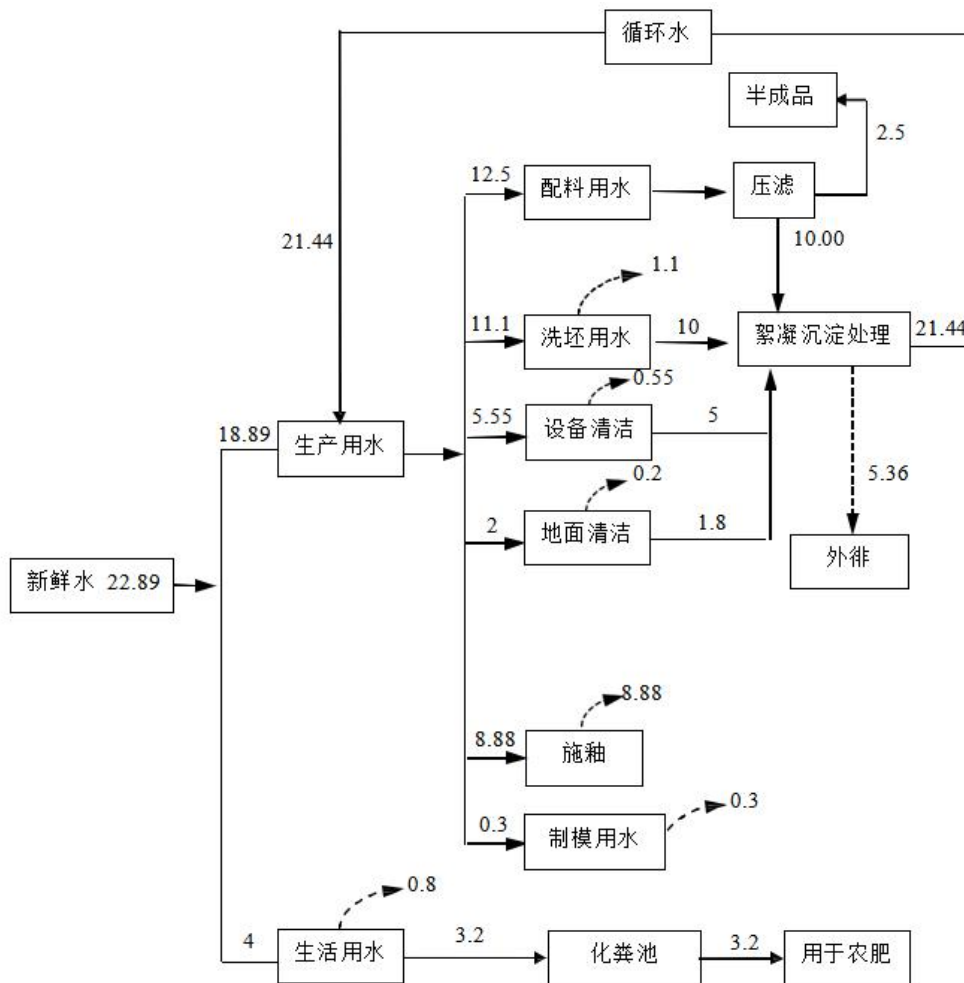 循环水
半成品
2.5
12.5
配料用水
压滤
21.44
10.00
1.1
11.1
洗坯用水
10
絮凝沉淀处理
21.44
0.55
18.89
生产用水
5.55
设备清洁
5
0.2
5.36
2
地面清洁
1.8
新鲜水 22.89
外徘
8.88
8.88
施釉
0.3
0.3
制模用水
0.8
4
生活用水
3.2
化粪池
3.2
用于农肥